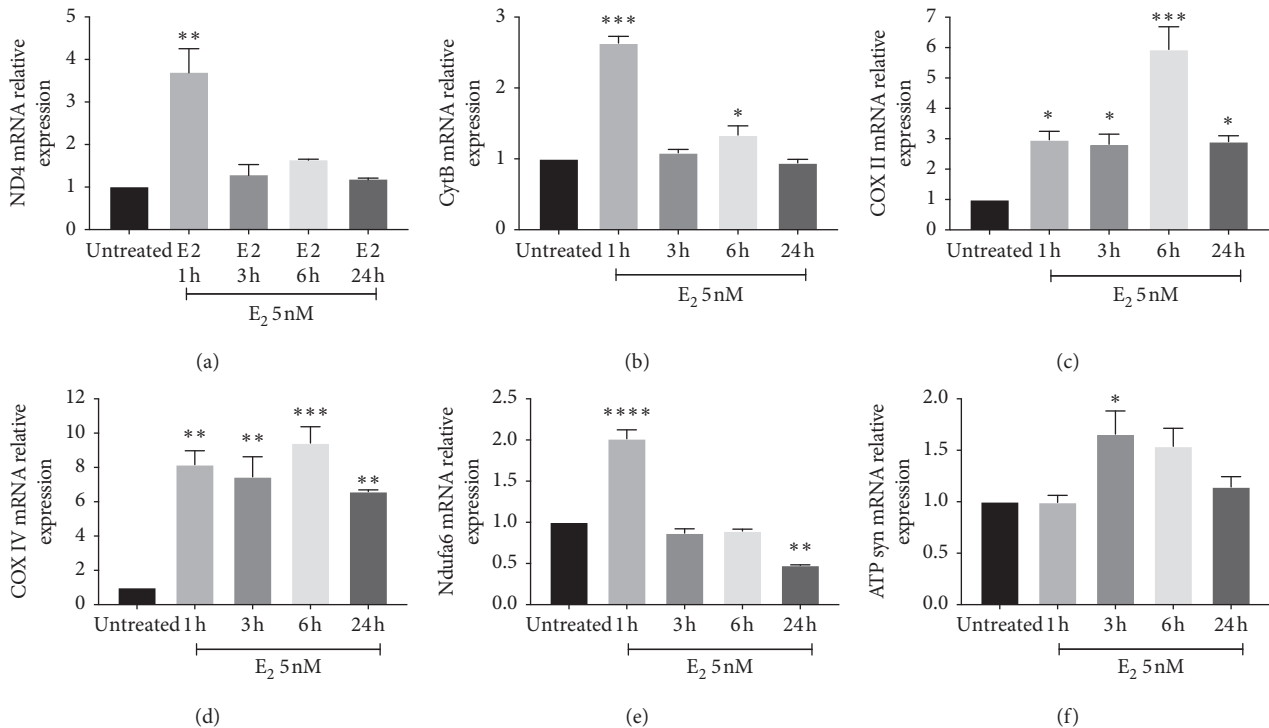 ND4 mRNA relative
expression
5
4
3
2
1
0
**
Untreated E2 E2 E2 E2
1h 3h 6h 24h
E₂ 5nM
(a)
CytB mRNA relative
expression
3
2
1
0
***
*
Untreated 1h 3h 6h 24h
E₂ 5nM
(b)
COX II mRNA relative
expression
7
6
5
4
3
2
1
0
* * *** *
Untreated 1h 3h 6h 24h
E₂ 5nM
(c)
COX IV mRNA relative
expression
12
10
8
6
4
2
0
** ** *** **
Untreated 1h 3h 6h 24h
E₂ 5nM
(d)
Ndufa6 mRNA relative
expression
2.5
2.0
1.5
1.0
0.5
0.0
****
**
Untreated 1h 3h 6h 24h
E₂ 5nM
(e)
ATP syn mRNA relative
expression
2.0
1.5
1.0
0.5
0.0
*
Untreated 1h 3h 6h 24h
E₂ 5nM
(f)